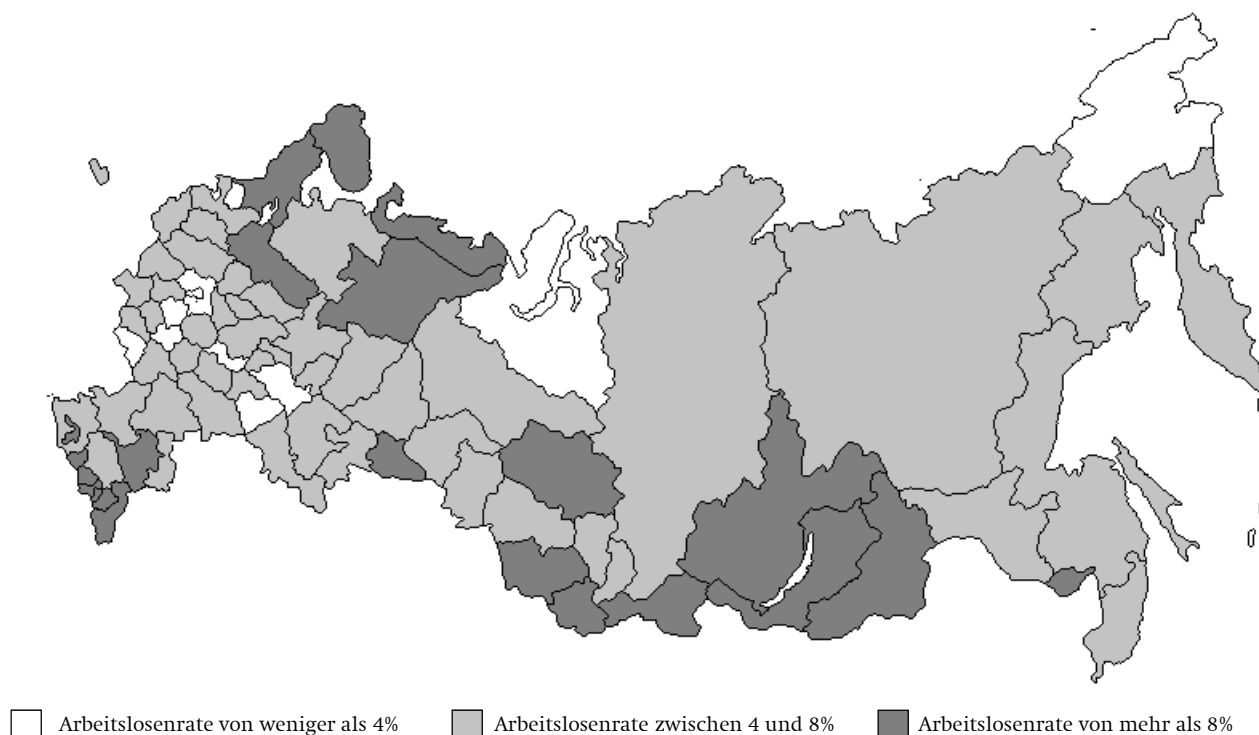 Arbeitslosenrate von weniger als 4% Arbeitslosenrate zwischen 4 und 8% Arbeitslosenrate von mehr als 8%